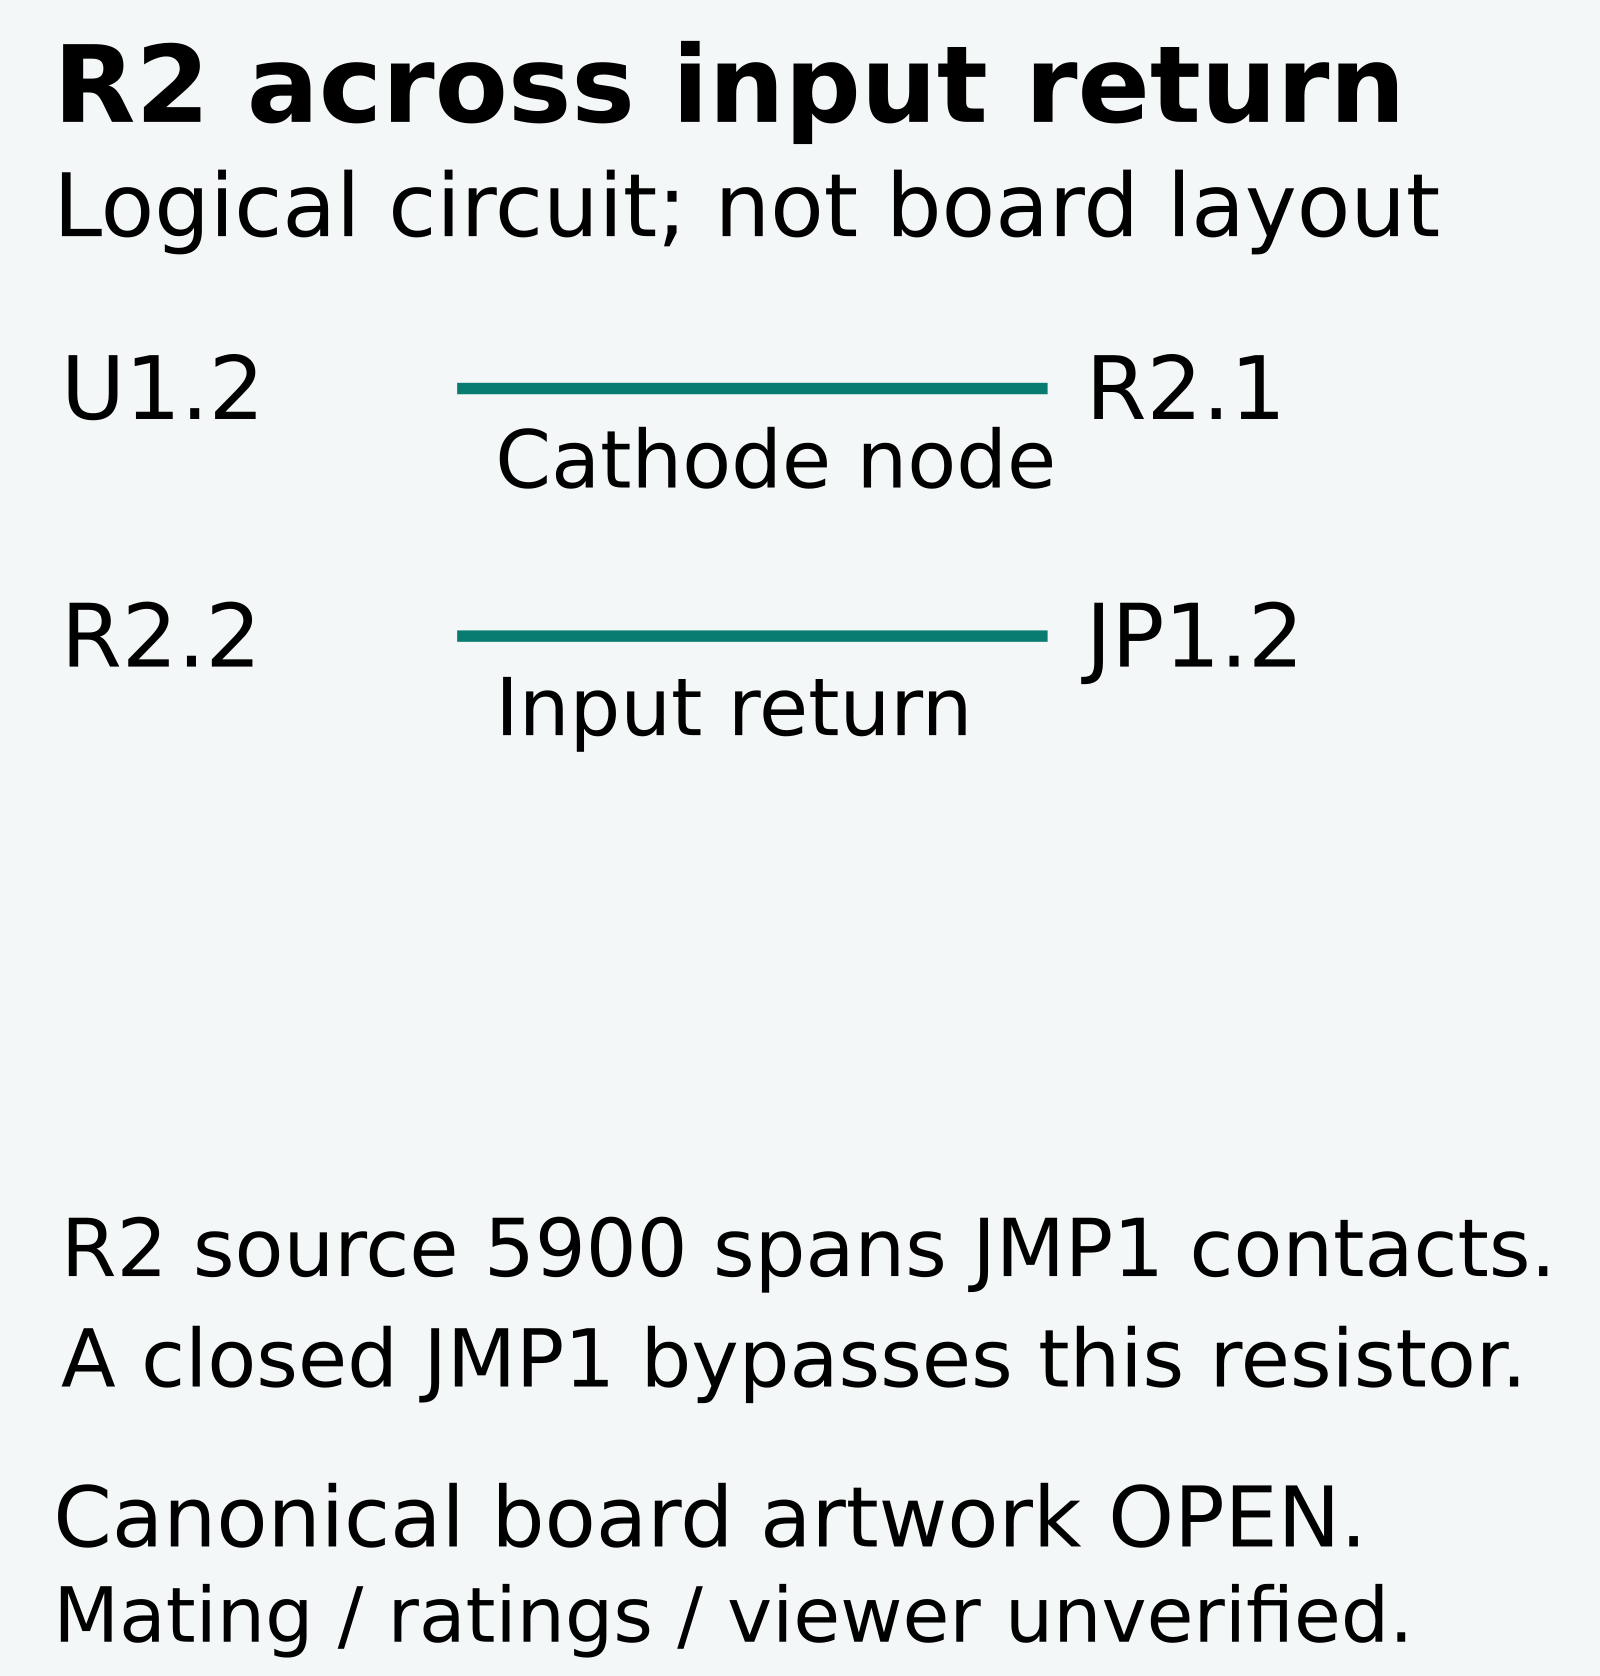 R2 across input return
Logical circuit; not board layout
U1.2 R2.1
Cathode node
R2.2 JP1.2
Input return
R2 source 5900 spans JMP1 contacts.
A closed JMP1 bypasses this resistor.
Canonical board artwork OPEN.
Mating / ratings / viewer unverified.